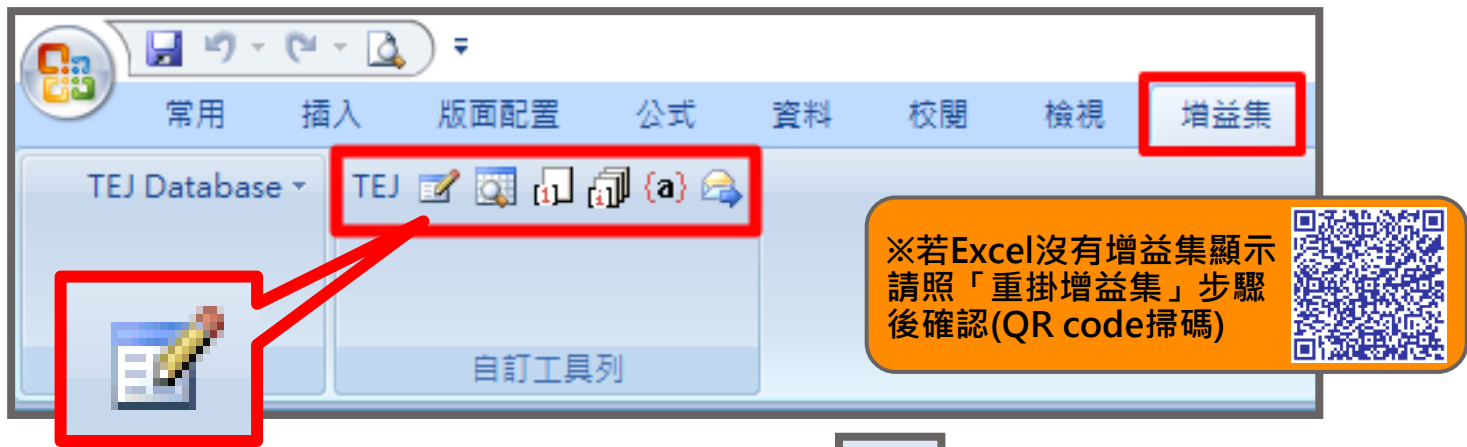 常用 插入 版面配置 公式 資料 校閱 檢視 增益集
TEJ Database TEJ [1] [i] {a}
※若Excel沒有增益集顯示
請照「重掛增益集」步驟
後確認(QR code掃碼)
自訂工具列